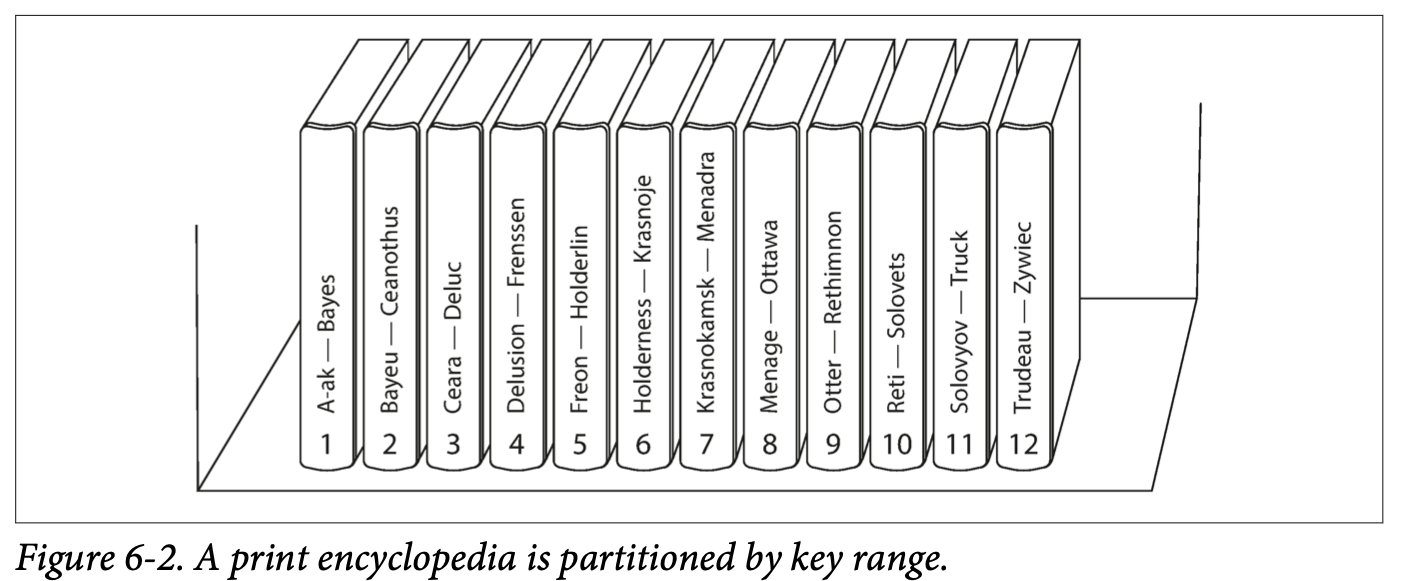 A-ak — Bayes
1
Bayeu — Ceanothus
2
Ceara — Deluc
3
Delusion — Frenssen
4
Freon — Holderlin
5
Holderness — Krasnoje
6
Krasnokamsk — Menadra
7
Menage — Ottawa
8
Otter — Rethimnon
9
Reti — Solovets
10
Solovyov — Truck
11
Trudeau — Zywiec
12
Figure 6-2. A print encyclopedia is partitioned by key range.